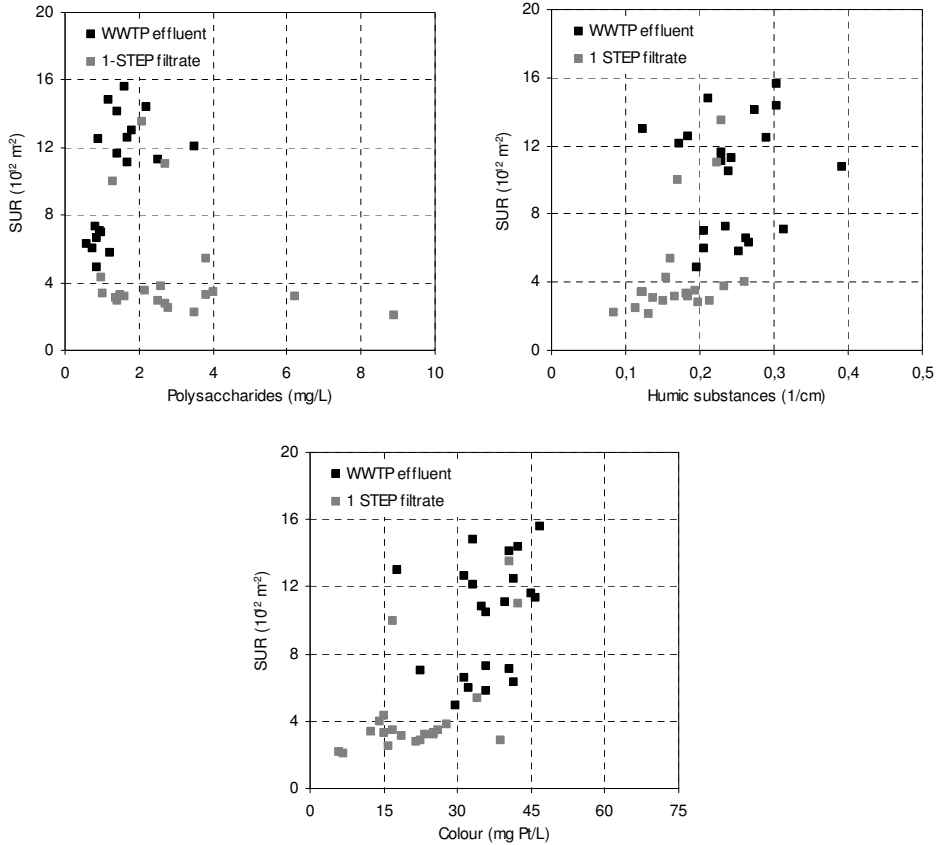 20
WWTP effluent
1-STEP filtrate
16
12
8
4
0
SUR (10¹² m⁻²)
0 2 4 6 8 10
Polysaccharides (mg/L)
20
WWTP effluent
1 STEP filtrate
16
12
8
4
0
SUR (10¹² m⁻²)
0 0,1 0,2 0,3 0,4 0,5
Humic substances (1/cm)
20
WWTP effluent
1 STEP filtrate
16
12
8
4
0
SUR (10¹² m⁻²)
0 15 30 45 60 75
Colour (mg Pt/L)